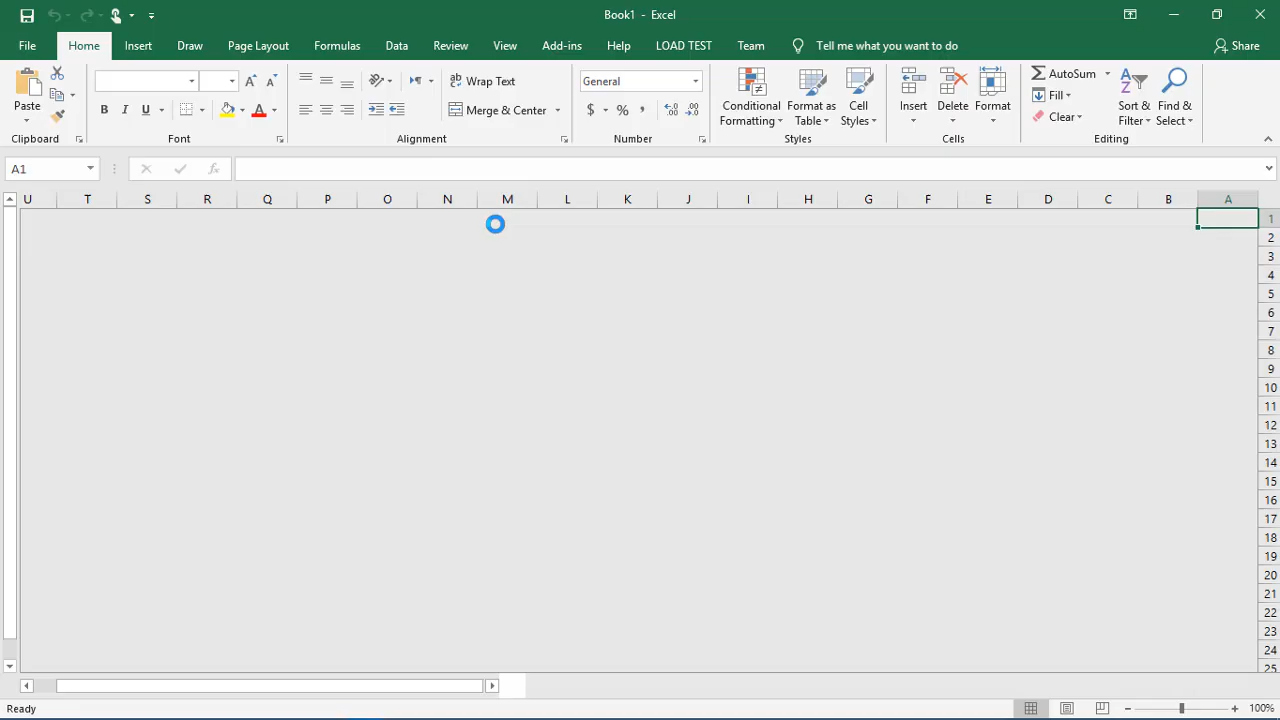 Book1 - Excel
File Home Insert Draw Page Layout Formulas Data Review View Add-ins Help LOAD TEST Team Tell me what you want to do Share
Wrap Text General AutoSum
Paste Conditional Formatting Format as Table Cell Styles Insert Delete Format Fill Sort & Filter Find & Select
B I U Merge & Center $ % , Clear
Clipboard Font Alignment Number Styles Cells Editing
A1 fx
U T S R Q P O N M L K J I H G F E D C B A
1
2
3
4
5
6
7
8
9
10
11
12
13
14
15
16
17
18
19
20
21
22
23
24
25
Ready 100%